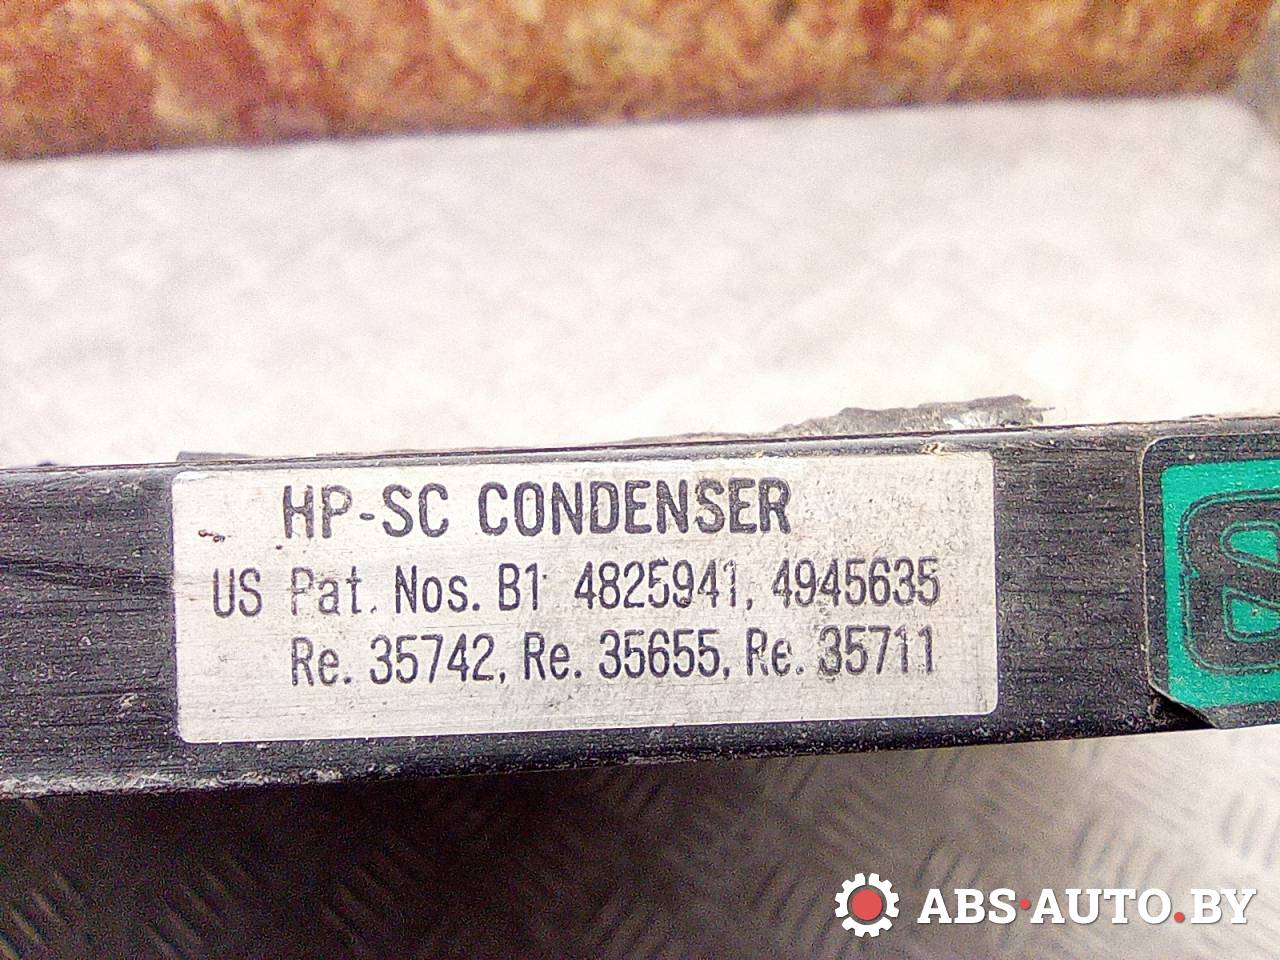 HP-SC CONDENSER
US Pat. Nos. B1 4825941, 4945635
Re. 35742, Re. 35655, Re. 35711
ABS·AUTO.BY